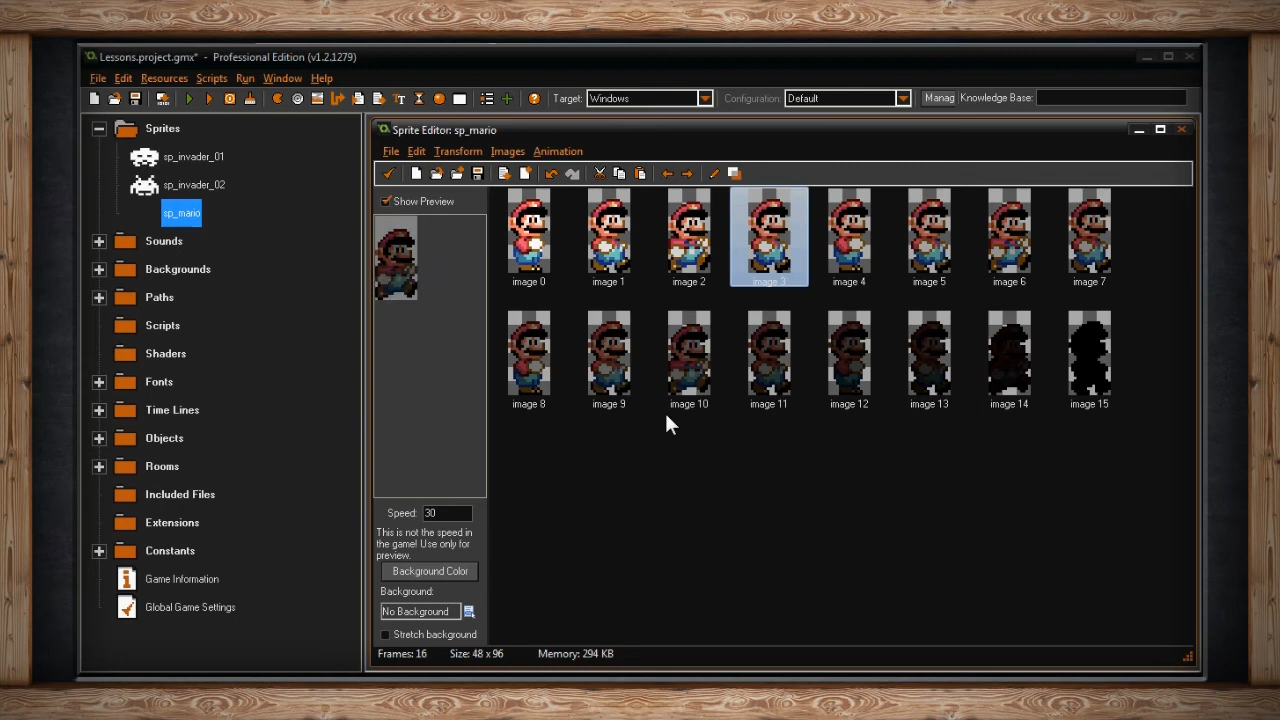 Lessons.project.gmx* - Professional Edition (v1.2.1279)
File Edit Resources Scripts Run Window Help
Target: Windows Configuration: Default Manag Knowledge Base:
Sprites
sp_invader_01
sp_invader_02
sp_mario
Sounds
Backgrounds
Paths
Scripts
Shaders
Fonts
Time Lines
Objects
Rooms
Included Files
Extensions
Constants
Game Information
Global Game Settings
Sprite Editor: sp_mario
File Edit Transform Images Animation
Show Preview
image 0 image 1 image 2 image 3 image 4 image 5 image 6 image 7
image 8 image 9 image 10 image 11 image 12 image 13 image 14 image 15
Speed: 30
This is not the speed in
the game! Use only for
preview.
Background Color
Background:
No Background
Stretch background
Frames: 16 Size: 48 x 96 Memory: 294 KB